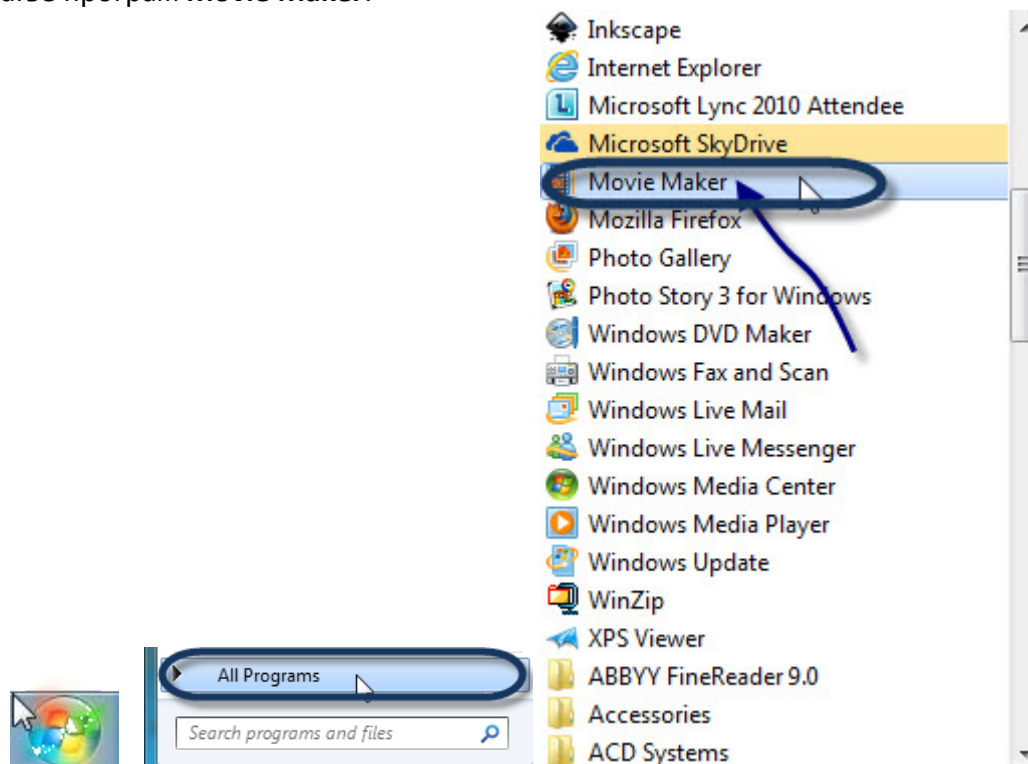 програм Movie Maker.
Inkscape
Internet Explorer
Microsoft Lync 2010 Attendee
Microsoft SkyDrive
Movie Maker
Mozilla Firefox
Photo Gallery
Photo Story 3 for Windows
Windows DVD Maker
Windows Fax and Scan
Windows Live Mail
Windows Live Messenger
Windows Media Center
Windows Media Player
Windows Update
WinZip
XPS Viewer
ABBYY FineReader 9.0
Accessories
ACD Systems
All Programs
Search programs and files